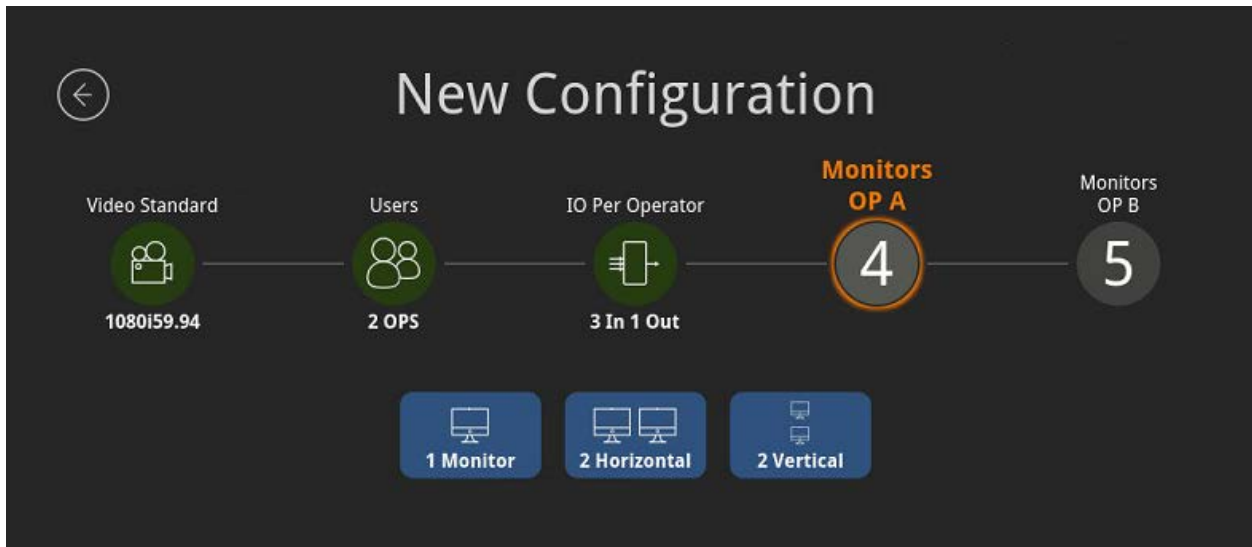 New Configuration
Monitors
OP A
Video Standard
Users
IO Per Operator
Monitors
OP B
4
5
1080i59.94
2 OPS
3 In 1 Out
1 Monitor
2 Horizontal
2 Vertical